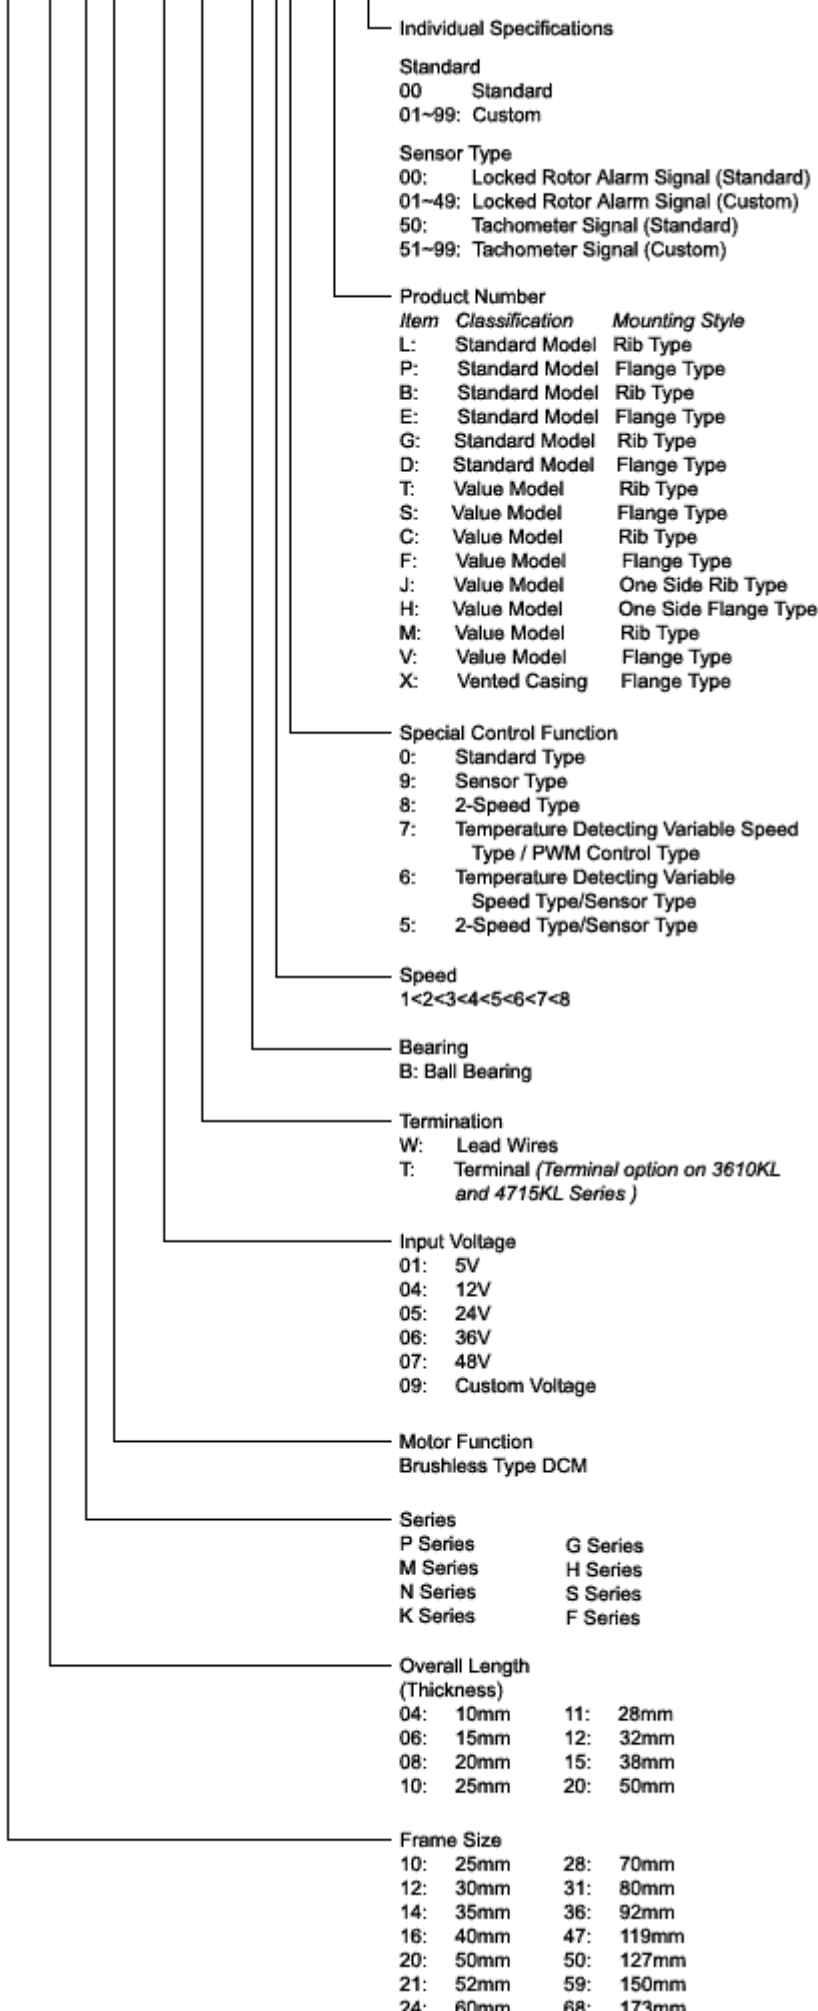 Individual Specifications
Standard
00 Standard
01~99: Custom
Sensor Type
00: Locked Rotor Alarm Signal (Standard)
01~49: Locked Rotor Alarm Signal (Custom)
50: Tachometer Signal (Standard)
51~99: Tachometer Signal (Custom)
Product Number
Item Classification Mounting Style
L: Standard Model Rib Type
P: Standard Model Flange Type
B: Standard Model Rib Type
E: Standard Model Flange Type
G: Standard Model Rib Type
D: Standard Model Flange Type
T: Value Model Rib Type
S: Value Model Flange Type
C: Value Model Rib Type
F: Value Model Flange Type
J: Value Model One Side Rib Type
H: Value Model One Side Flange Type
M: Value Model Rib Type
V: Value Model Flange Type
X: Vented Casing Flange Type
Special Control Function
0: Standard Type
9: Sensor Type
8: 2-Speed Type
7: Temperature Detecting Variable Speed
Type / PWM Control Type
6: Temperature Detecting Variable
Speed Type/Sensor Type
5: 2-Speed Type/Sensor Type
Speed
1<2<3<4<5<6<7<8
Bearing
B: Ball Bearing
Termination
W: Lead Wires
T: Terminal (Terminal option on 3610KL
and 4715KL Series )
Input Voltage
01: 5V
04: 12V
05: 24V
06: 36V
07: 48V
09: Custom Voltage
Motor Function
Brushless Type DCM
Series
P Series G Series
M Series H Series
N Series S Series
K Series F Series
Overall Length
(Thickness)
04: 10mm 11: 28mm
06: 15mm 12: 32mm
08: 20mm 15: 38mm
10: 25mm 20: 50mm
Frame Size
10: 25mm 28: 70mm
12: 30mm 31: 80mm
14: 35mm 36: 92mm
16: 40mm 47: 119mm
20: 50mm 50: 127mm
21: 52mm 59: 150mm
24: 60mm 68: 173mm